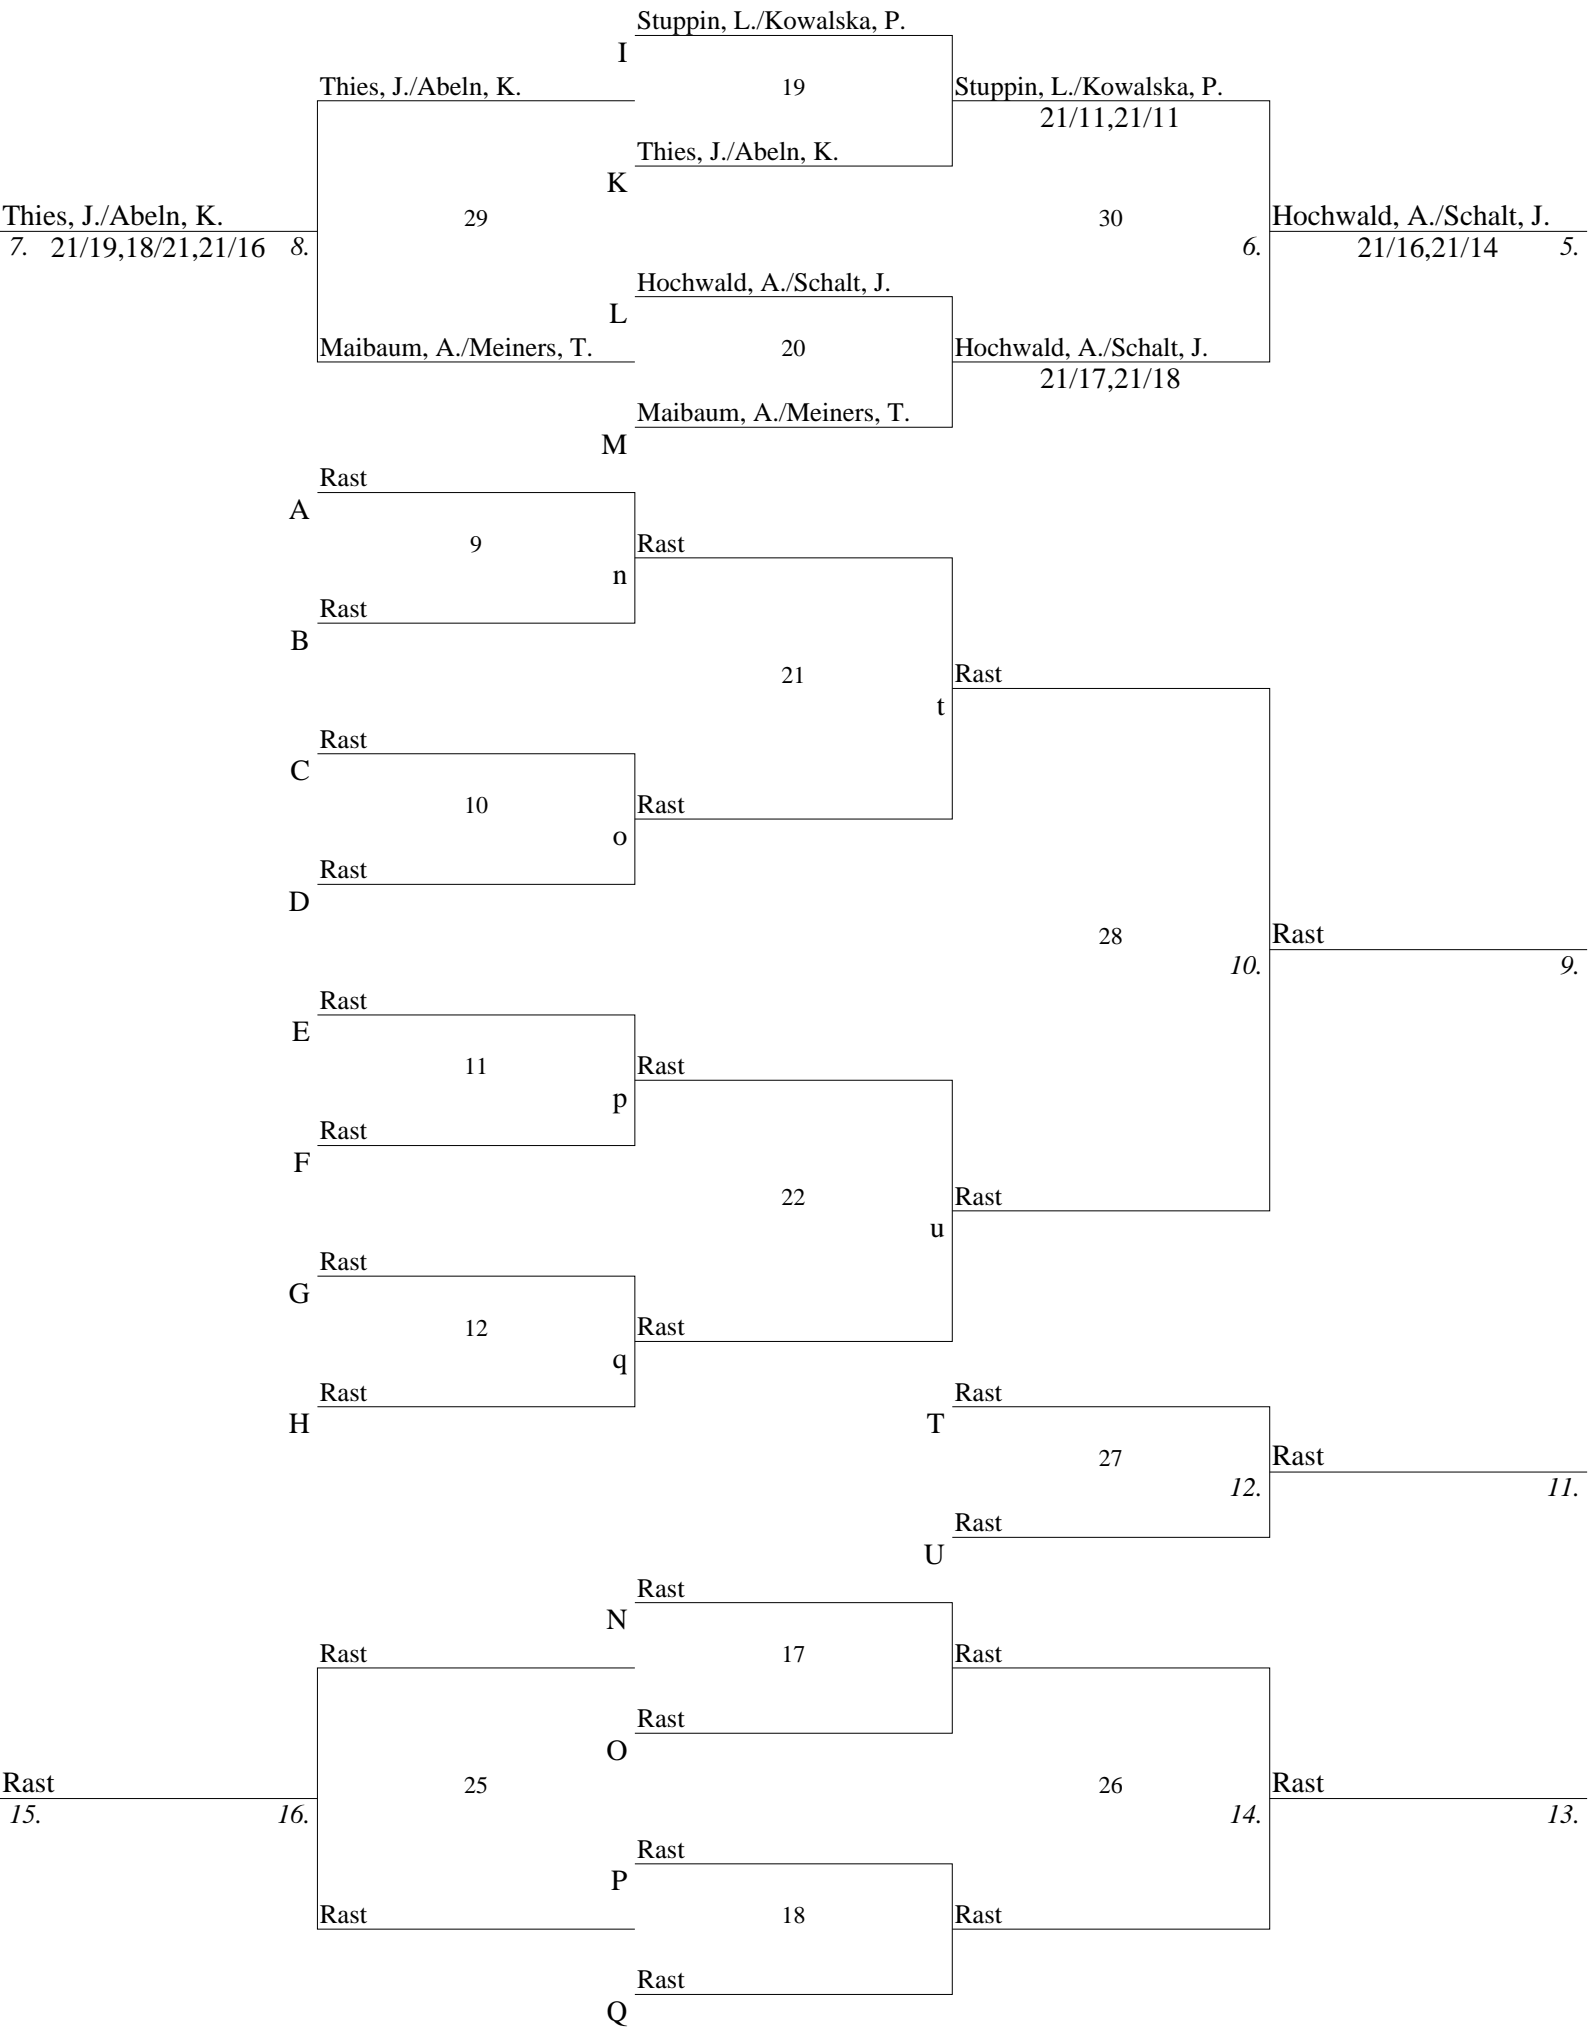 Stuppin, L./Kowalska, P.
I
Thies, J./Abeln, K.
19
Stuppin, L./Kowalska, P.
21/11,21/11
Thies, J./Abeln, K.
K
Thies, J./Abeln, K.
29
30
Hochwald, A./Schalt, J.
7. 21/19,18/21,21/16 8.
6.
21/16,21/14 5.
Hochwald, A./Schalt, J.
L
Maibaum, A./Meiners, T.
20
Hochwald, A./Schalt, J.
21/17,21/18
Maibaum, A./Meiners, T.
M
Rast
A
9
Rast
n
Rast
B
21
Rast
t
Rast
C
10
Rast
o
Rast
D
28
Rast
10.
9.
Rast
E
11
Rast
p
Rast
F
22
Rast
u
Rast
G
12
Rast
q
Rast
H
Rast
T
27
Rast
12.
11.
Rast
U
Rast
N
Rast
17
Rast
Rast
O
Rast
25
26
Rast
15.
16.
14.
13.
Rast
P
Rast
18
Rast
Rast
Q